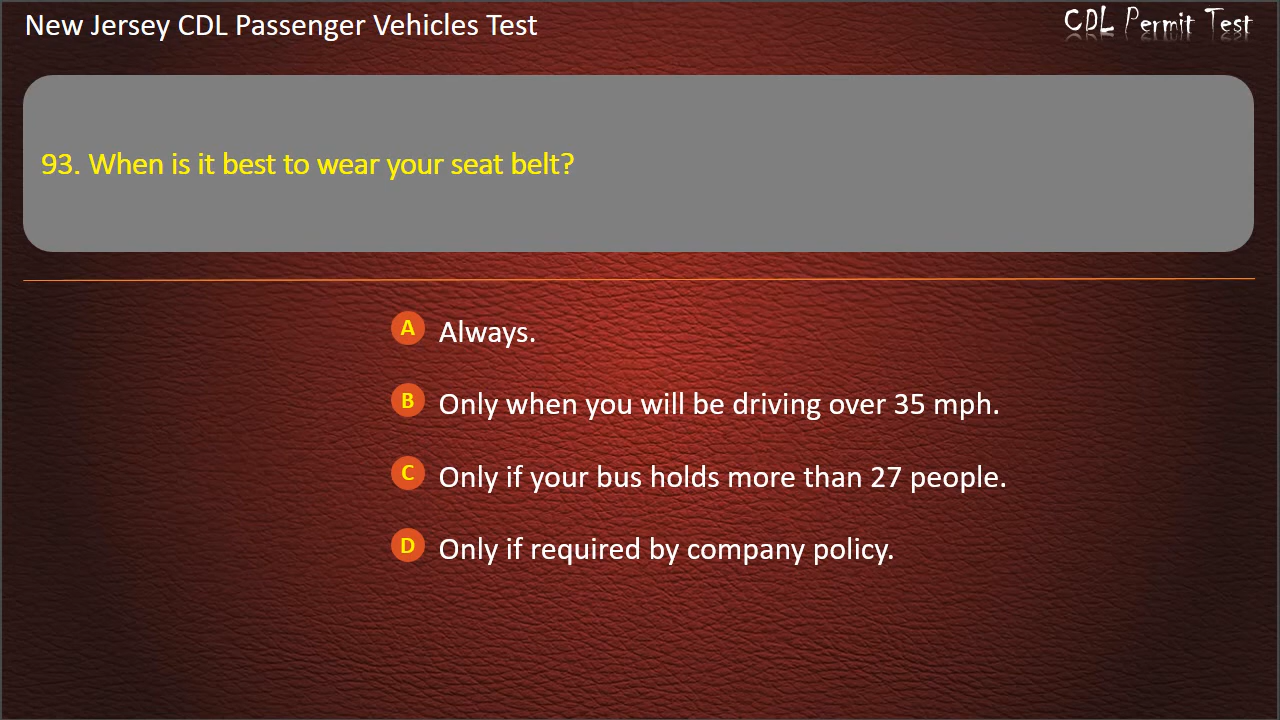 New Jersey CDL Passenger Vehicles Test
CDL Permit Test
93. When is it best to wear your seat belt?
A Always.
B Only when you will be driving over 35 mph.
C Only if your bus holds more than 27 people.
D Only if required by company policy.